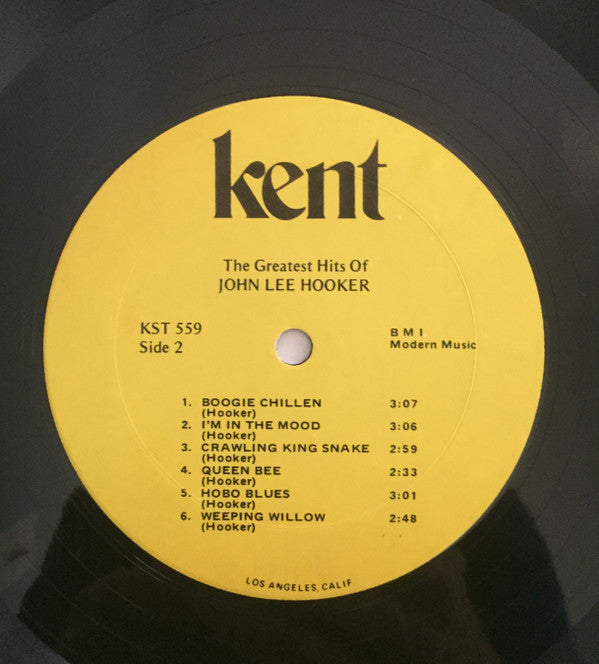 kent
The Greatest Hits Of
JOHN LEE HOOKER
KST 559
Side 2
B M I
Modern Music
1. BOOGIE CHILLEN 3:07
(Hooker)
2. I'M IN THE MOOD 3:06
(Hooker)
3. CRAWLING KING SNAKE 2:59
(Hooker)
4. QUEEN BEE 2:33
(Hooker)
5. HOBO BLUES 3:01
(Hooker)
6. WEEPING WILLOW 2:48
(Hooker)
LOS ANGELES, CALIF